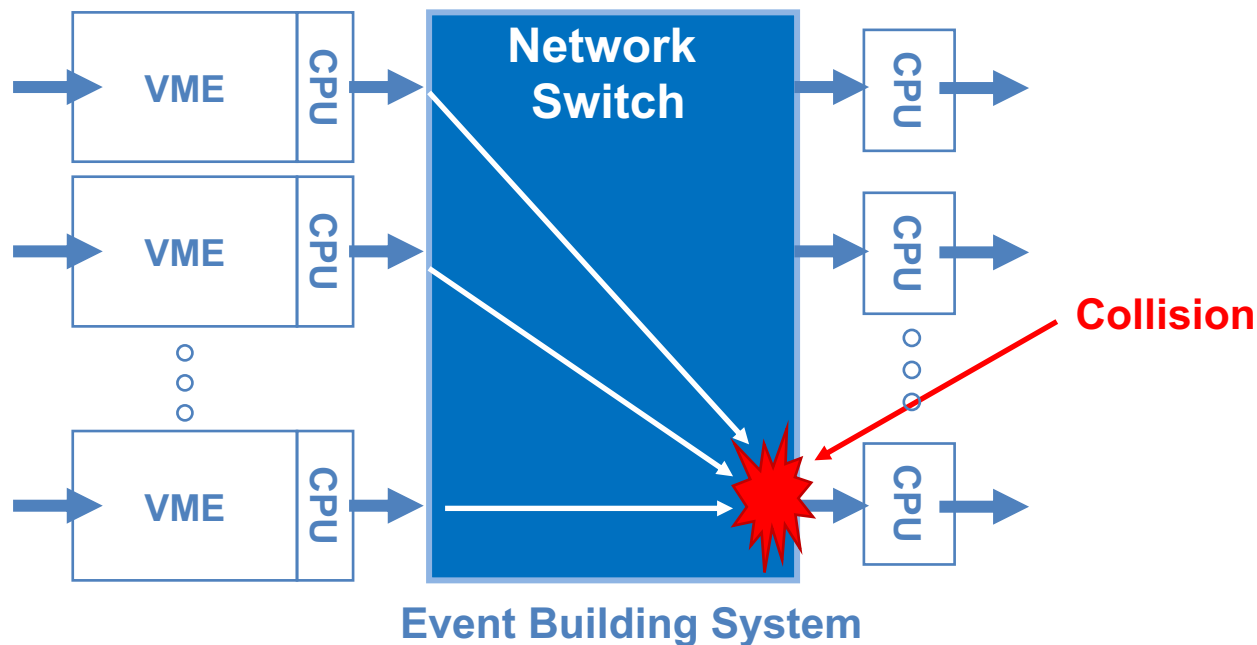 Network
Switch
VME
CPU
CPU
VME
CPU
CPU
Collision
VME
CPU
CPU
Event Building System